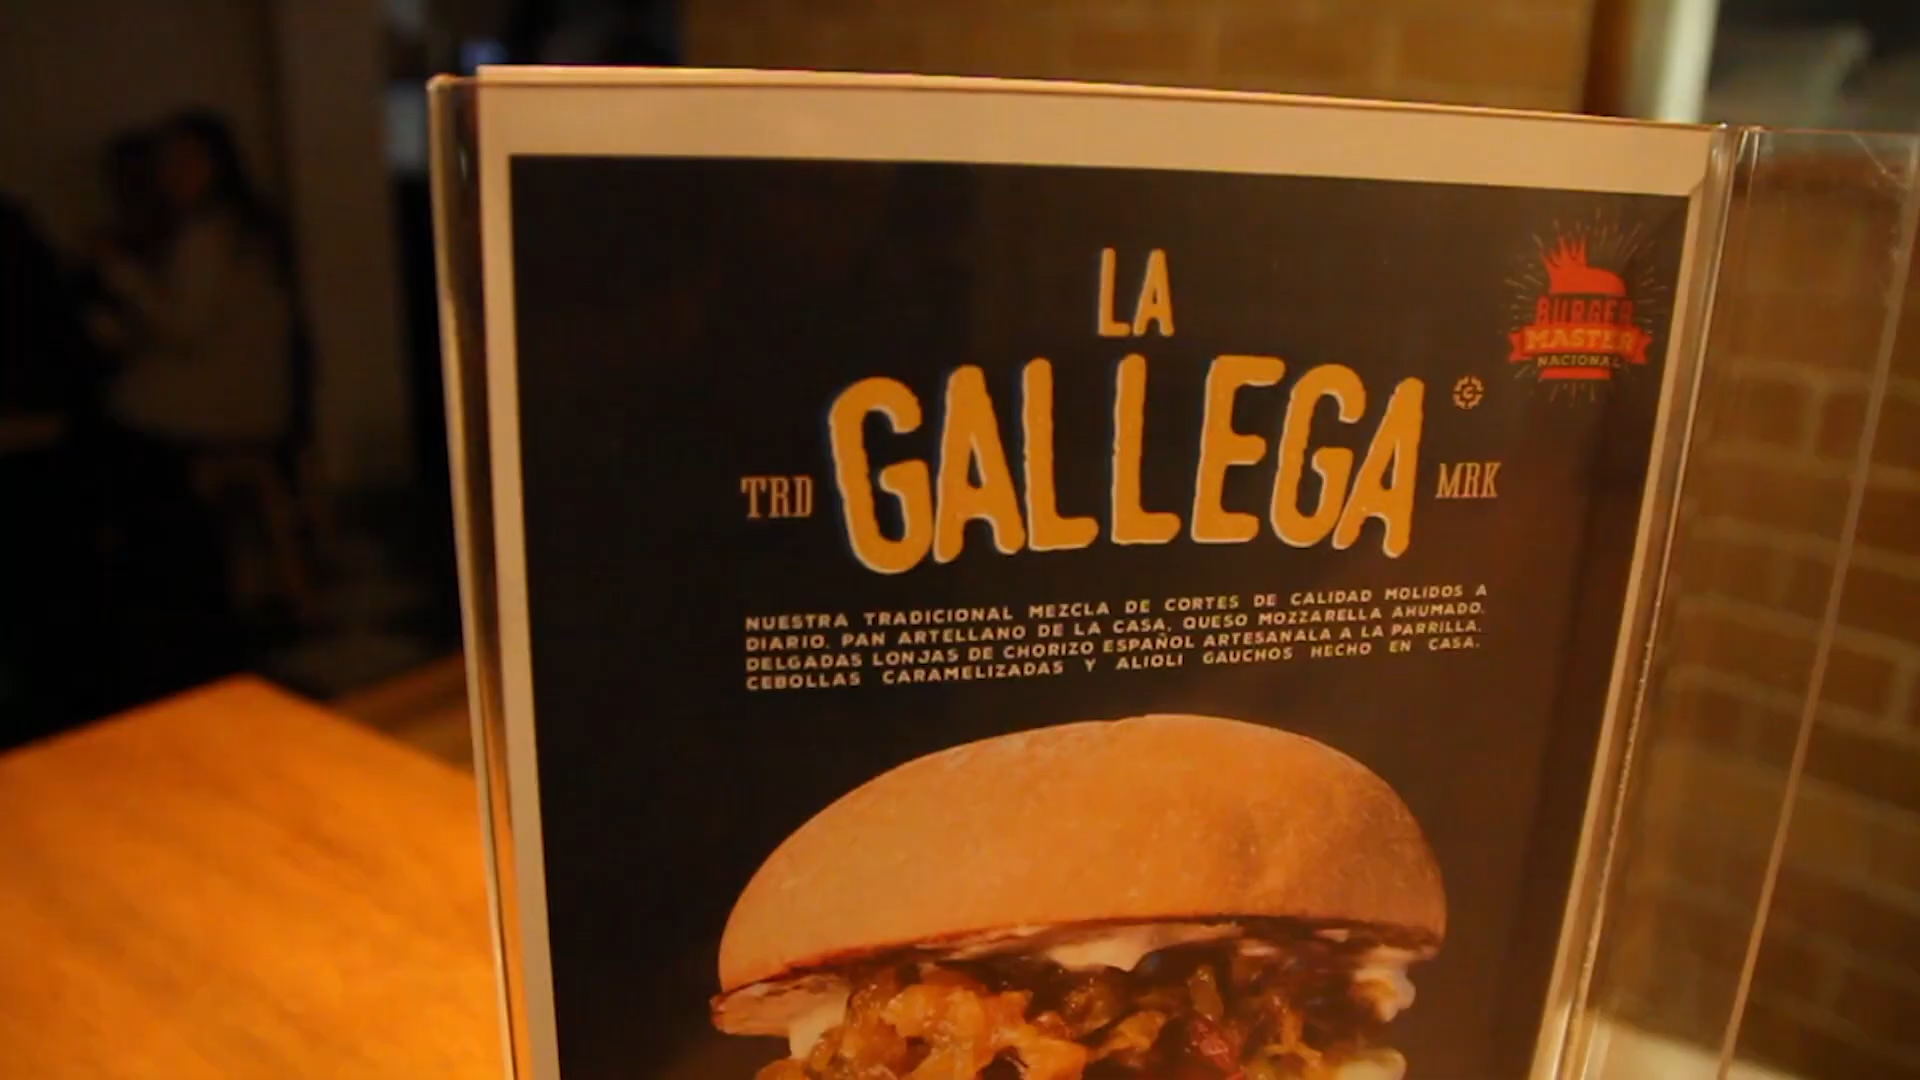 LA
GALLEGA
TRD
MRK
BURGER
MASTER
NACIONAL
NUESTRA TRADICIONAL MEZCLA DE CORTES DE CALIDAD MOLIDOS A
DIARIO, PAN ARTELLANO DE LA CASA, QUESO MOZZARELLA AHUMADO,
DELGADAS LONJAS DE CHORIZO ESPAÑOL ARTESANALA A LA PARRILLA,
CEBOLLAS CARAMELIZADAS Y ALIOLI GAUCHOS HECHO EN CASA.